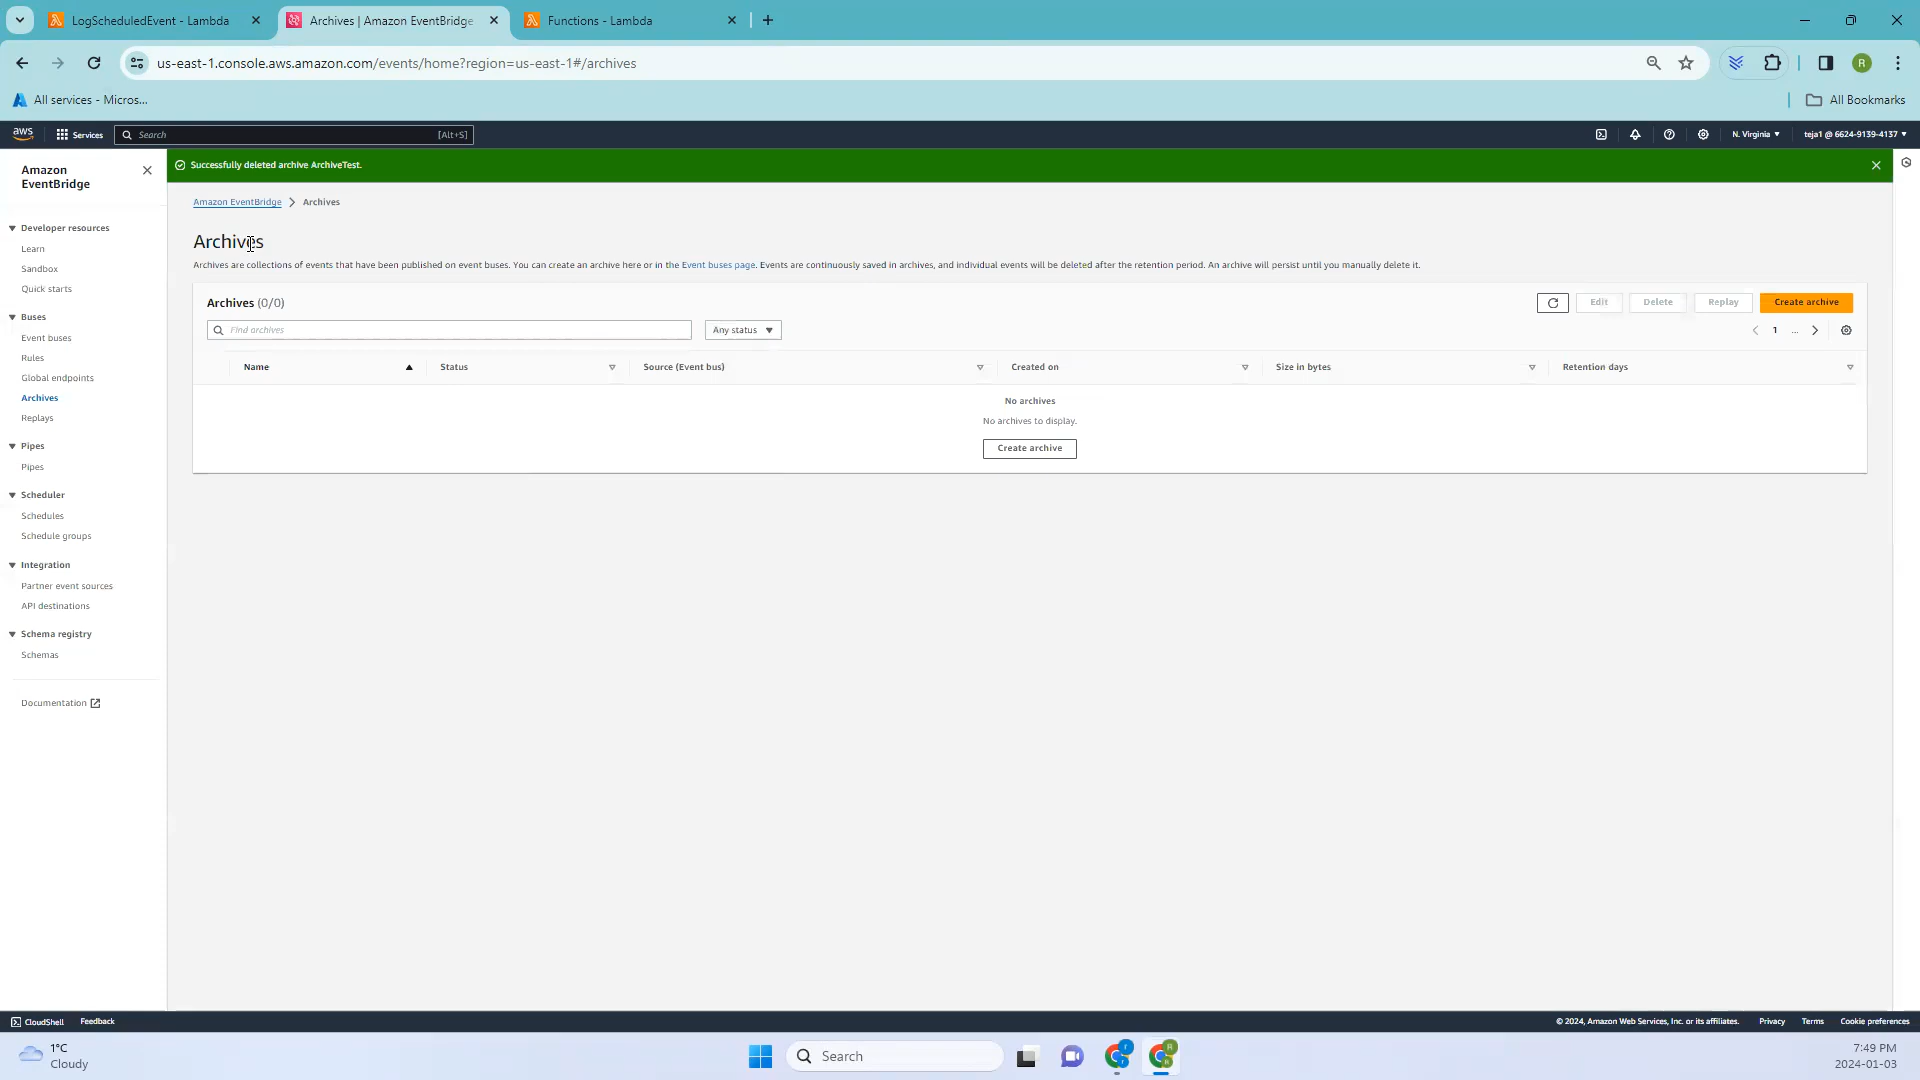 LogScheduledEvent - Lambda
Archives | Amazon EventBridge
Functions - Lambda
us-east-1.console.aws.amazon.com/events/home?region=us-east-1#/archives
R
All services - Micros...
All Bookmarks
aws
Services
Search
[Alt+S]
N. Virginia
teja1 @ 6624-9139-4137
Amazon EventBridge
Successfully deleted archive ArchiveTest.
Amazon EventBridge > Archives
Developer resources
Learn
Sandbox
Quick starts
Buses
Event buses
Rules
Global endpoints
Archives
Replays
Pipes
Pipes
Scheduler
Schedules
Schedule groups
Integration
Partner event sources
API destinations
Schema registry
Schemas
Documentation
Archives
Archives are collections of events that have been published on event buses. You can create an archive here or in the Event buses page. Events are continuously saved in archives, and individual events will be deleted after the retention period. An archive will persist until you manually delete it.
Archives (0/0)
Edit
Delete
Replay
Create archive
Find archives
Any status
1
...
Name
Status
Source (Event bus)
Created on
Size in bytes
Retention days
No archives
No archives to display.
Create archive
CloudShell
Feedback
© 2024, Amazon Web Services, Inc. or its affiliates.
Privacy
Terms
Cookie preferences
1°C
Cloudy
Search
7:49 PM
2024-01-03